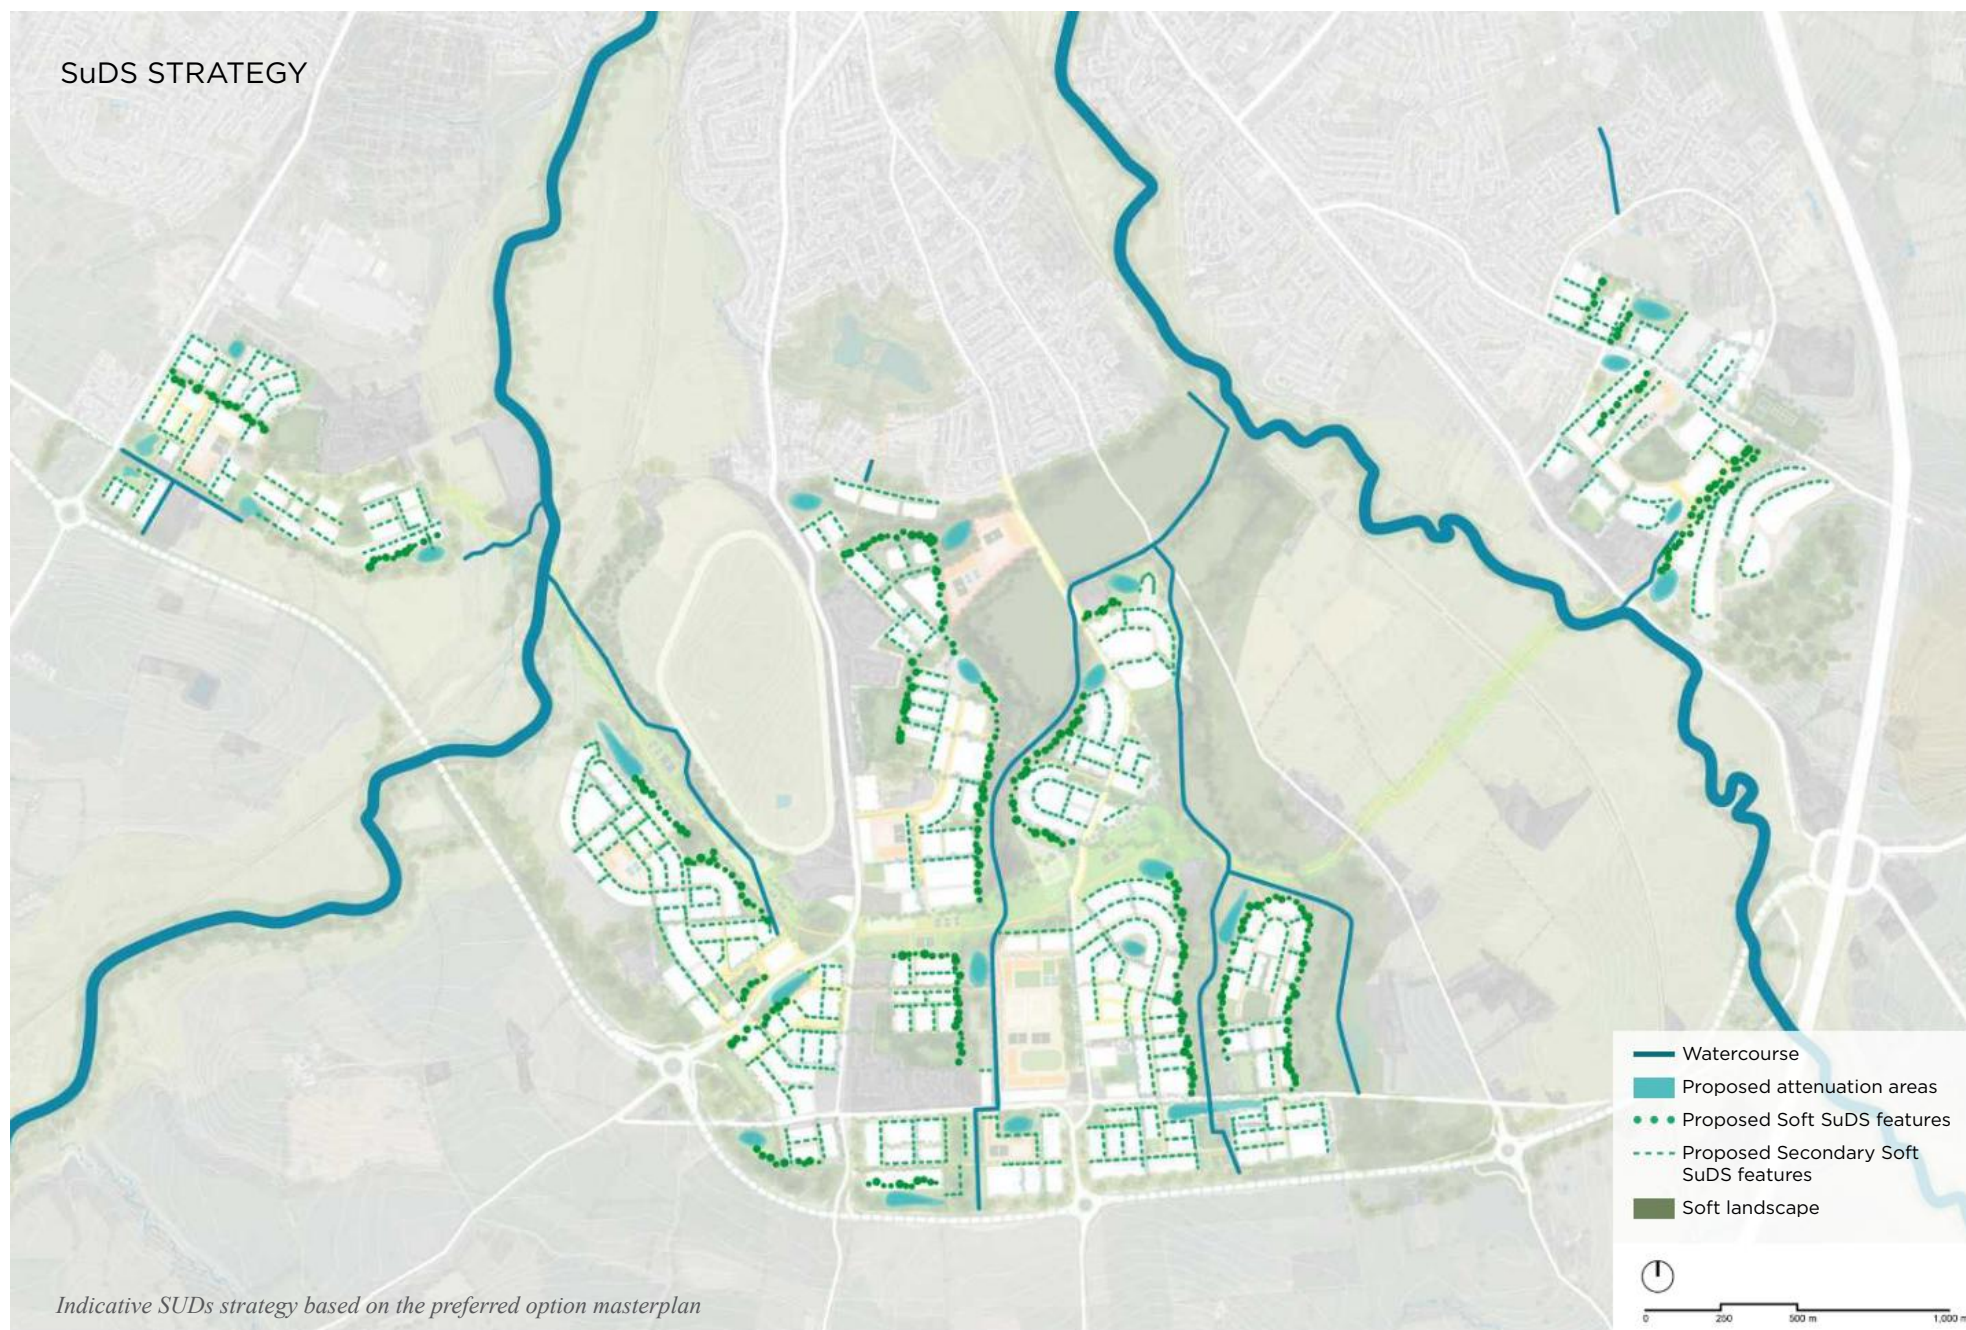 SuDS STRATEGY
Watercourse
Proposed attenuation areas
Proposed Soft SuDS features
Proposed Secondary Soft
SuDS features
Soft landscape
0 250 500 m 1,000 m
Indicative SUDs strategy based on the preferred option masterplan